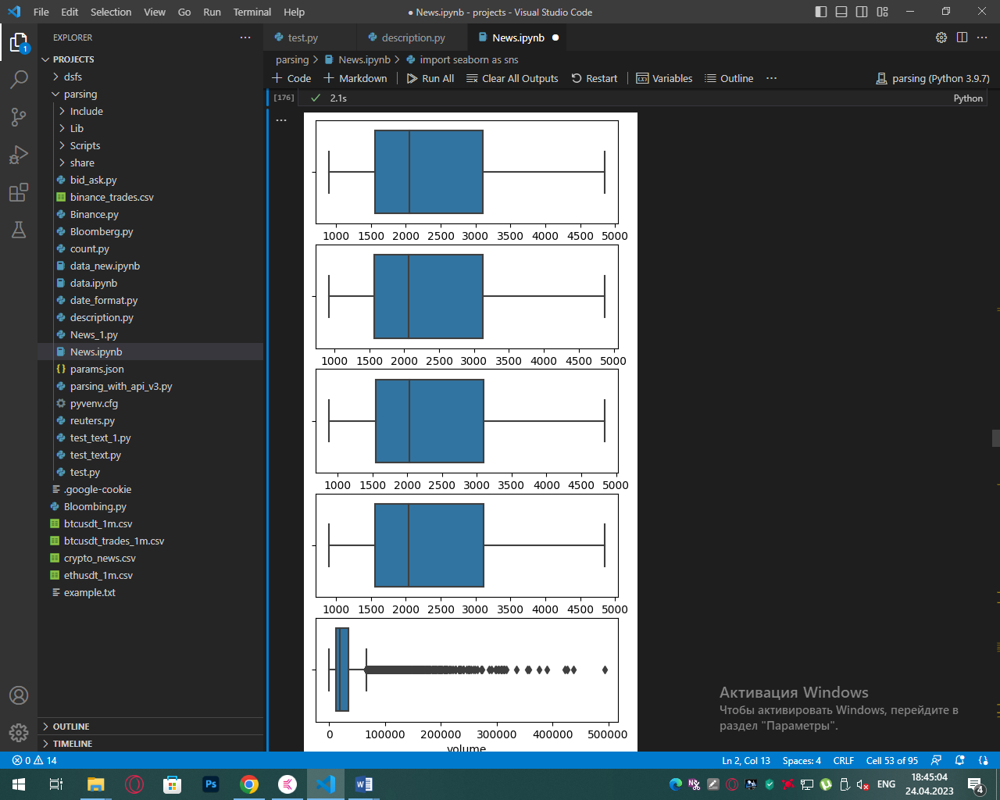 File Edit Selection View Go Run Terminal Help
● News.ipynb - projects - Visual Studio Code
EXPLORER
test.py
description.py
News.ipynb
PROJECTS
parsing > News.ipynb > import seaborn as sns
Code Markdown Run All Clear All Outputs Restart Variables Outline ··· parsing (Python 3.9.7)
[176] 2.1s Python
dsfs
parsing
Include
Lib
Scripts
share
bid_ask.py
binance_trades.csv
Binance.py
Bloomberg.py
count.py
data_new.ipynb
data.ipynb
date_format.py
description.py
News_1.py
News.ipynb
params.json
parsing_with_api_v3.py
pyvenv.cfg
reuters.py
test_text_1.py
test_text.py
test.py
.google-cookie
Bloombing.py
btcusdt_1m.csv
btcusdt_trades_1m.csv
crypto_news.csv
ethusdt_1m.csv
example.txt
OUTLINE
TIMELINE
1000 1500 2000 2500 3000 3500 4000 4500 5000
1000 1500 2000 2500 3000 3500 4000 4500 5000
1000 1500 2000 2500 3000 3500 4000 4500 5000
1000 1500 2000 2500 3000 3500 4000 4500 5000
0 100000 200000 300000 400000 500000
volume
Активация Windows
Чтобы активировать Windows, перейдите в
раздел "Параметры".
0 14
Ln 2, Col 13 Spaces: 4 CRLF Cell 53 of 95
1
Ps
ENG
18:45:04
24.04.2023
4